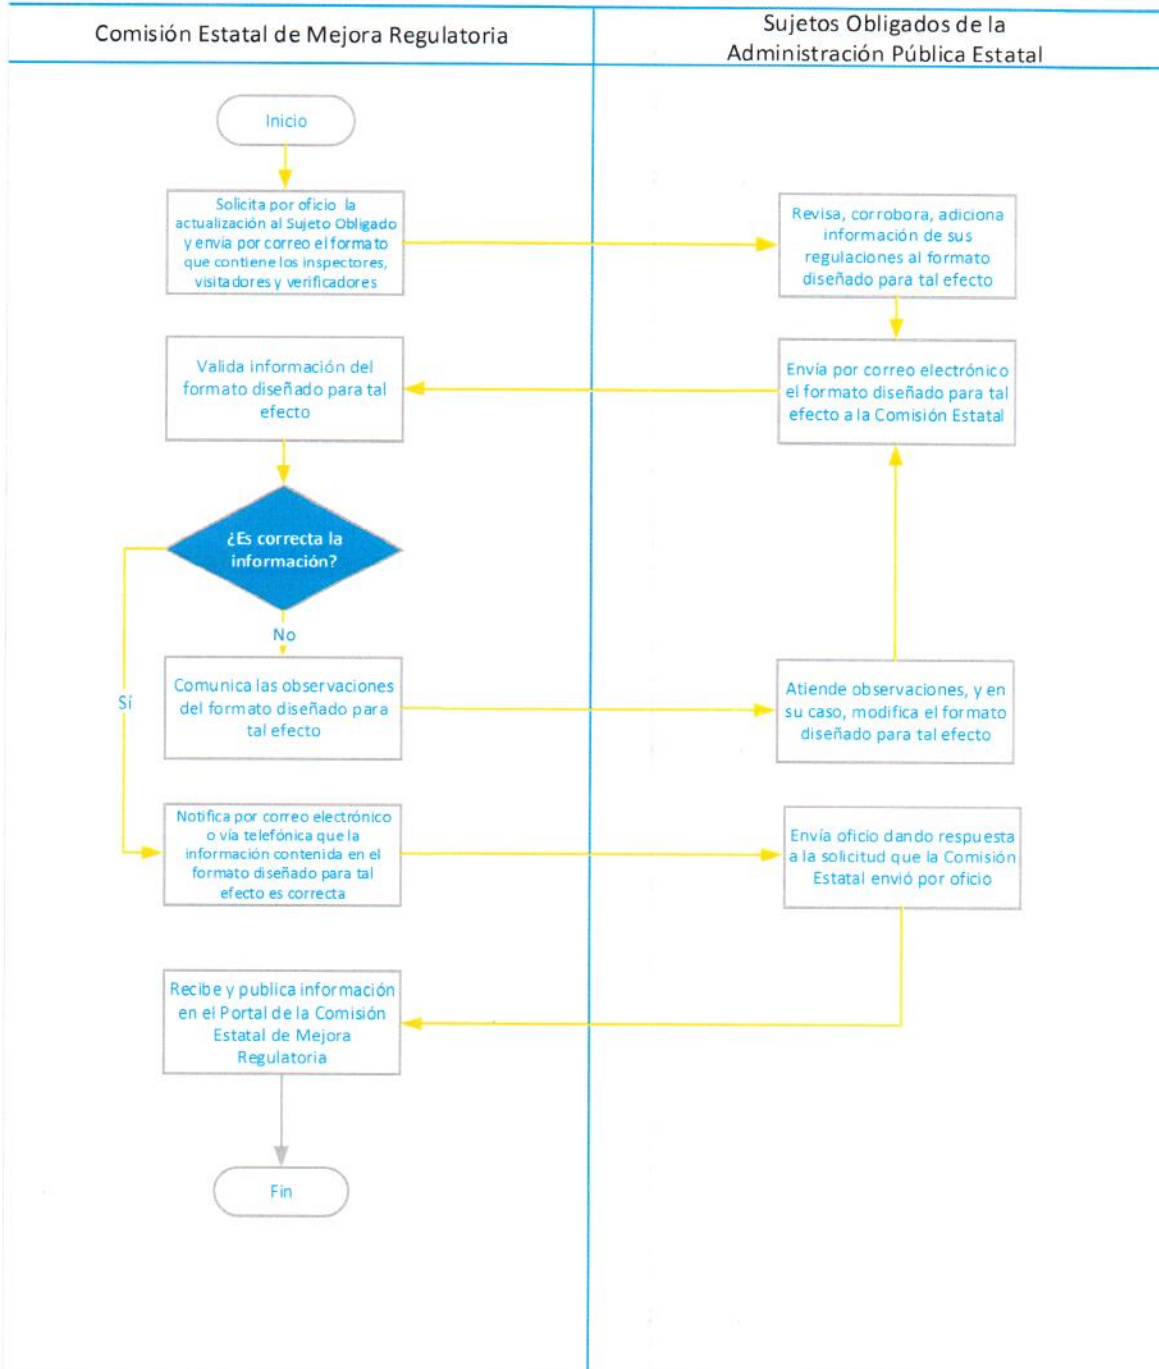 Comisión Estatal de Mejora Regulatoria
Sujetos Obligados de la
Administración Pública Estatal
Inicio
Solicita por oficio la
actualización al Sujeto Obligado
y envía por correo el formato
que contiene los inspectores,
visitadores y verificadores
Revisa, corrobora, adiciona
información de sus
regulaciones al formato
diseñado para tal efecto
Envía por correo electrónico
el formato diseñado para tal
efecto a la Comisión Estatal
Valida información del
formato diseñado para tal
efecto
¿Es correcta la
información?
No
Sí
Comunica las observaciones
del formato diseñado para
tal efecto
Atiende observaciones, y en
su caso, modifica el formato
diseñado para tal efecto
Notifica por correo electrónico
o vía telefónica que la
información contenida en el
formato diseñado para tal
efecto es correcta
Envía oficio dando respuesta
a la solicitud que la Comisión
Estatal envió por oficio
Recibe y publica información
en el Portal de la Comisión
Estatal de Mejora
Regulatoria
Fin